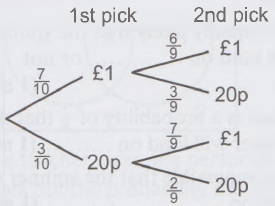 1st pick 2nd pick
6/9 £1
7/10 £1
3/9 20p
7/9 £1
3/10 20p
2/9 20p